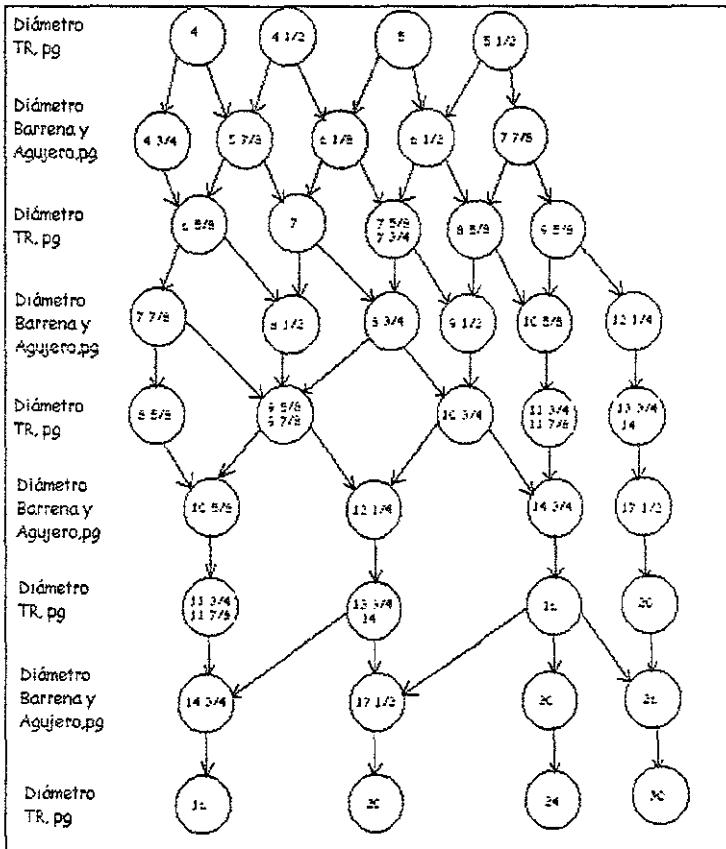 Diámetro
TR, pg
4
4 1/2
5
5 1/2
Diámetro
Barrena y
Agujero,pg
4 3/4
5 7/8
6 1/8
6 1/2
7 7/8
Diámetro
TR, pg
6 5/8
7
7 5/8
7 3/4
8 5/8
9 5/8
Diámetro
Barrena y
Agujero,pg
7 7/8
8 1/2
8 3/4
9 1/2
10 5/8
12 1/4
Diámetro
TR, pg
8 5/8
9 5/8
9 7/8
10 3/4
11 3/4
11 7/8
13 3/4
14
Diámetro
Barrena y
Agujero,pg
10 5/8
12 1/4
14 3/4
17 1/2
Diámetro
TR, pg
11 3/4
11 7/8
13 3/4
14
16
20
Diámetro
Barrena y
Agujero,pg
14 3/4
17 1/2
20
26
Diámetro
TR, pg
16
20
24
30